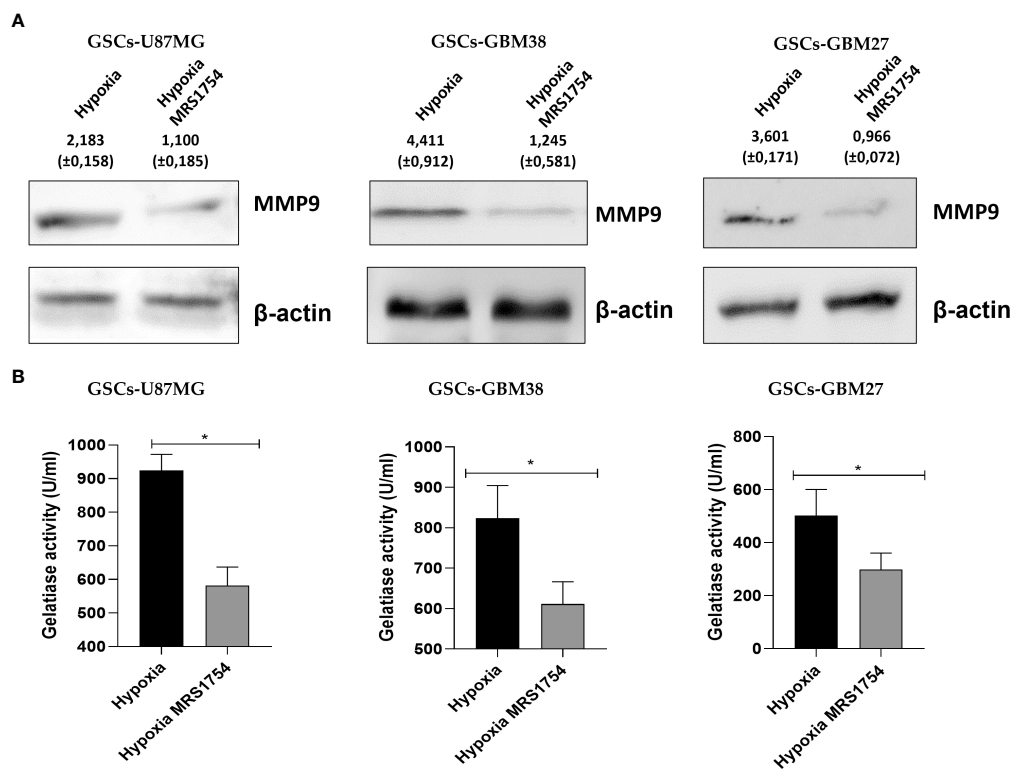 A
GSCs-U87MG
Hypoxia
Hypoxia
MRS1754
2,183
(±0,158)
1,100
(±0,185)
MMP9
β-actin
GSCs-GBM38
Hypoxia
Hypoxia
MRS1754
4,411
(±0,912)
1,245
(±0,581)
MMP9
β-actin
GSCs-GBM27
Hypoxia
Hypoxia
MRS1754
3,601
(±0,171)
0,966
(±0,072)
MMP9
β-actin
B
GSCs-U87MG
Gelatiase activity (U/ml)
1000
900
800
700
600
500
400
*
Hypoxia
Hypoxia MRS1754
GSCs-GBM38
Gelatiase activity (U/ml)
1000
900
800
700
600
500
*
Hypoxia
Hypoxia MRS1754
GSCs-GBM27
Gelatiase activity (U/ml)
800
600
400
200
0
*
Hypoxia
Hypoxia MRS1754